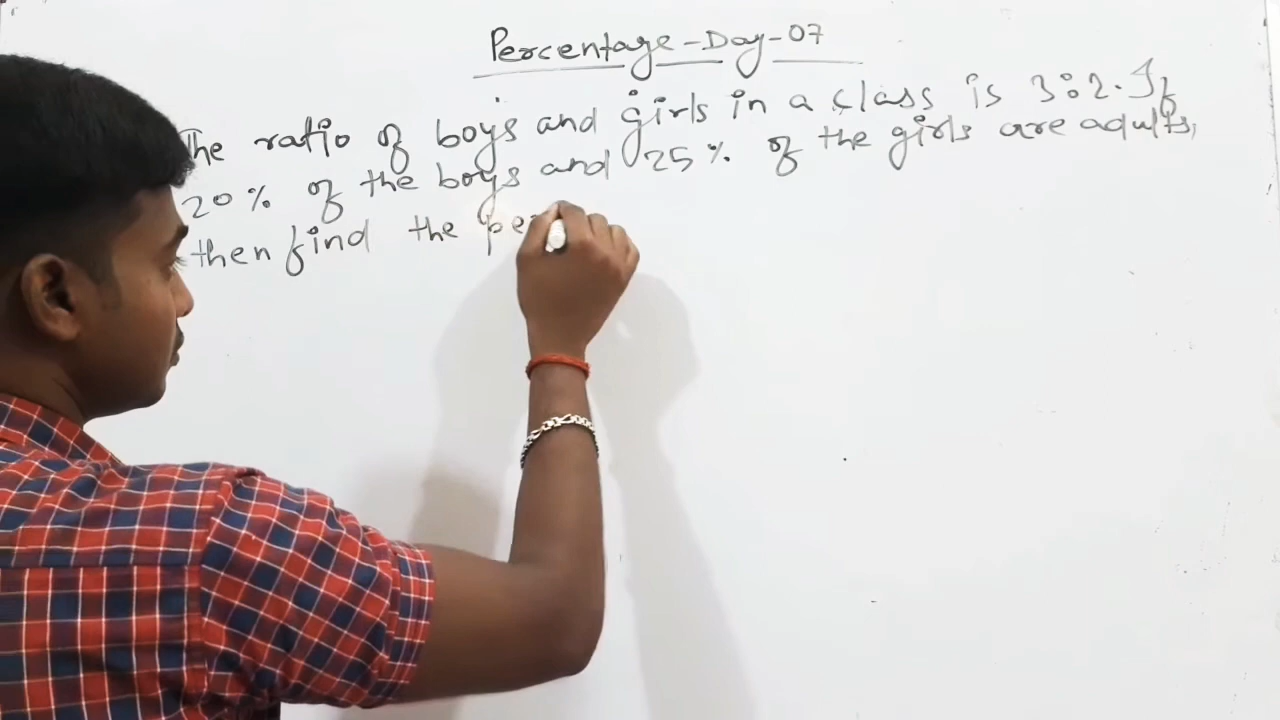 Percentage-Day-07
The ratio of boys and girls in a class is 3:2. If
20% of the boys and 25% of the girls are adults,
then find the pe